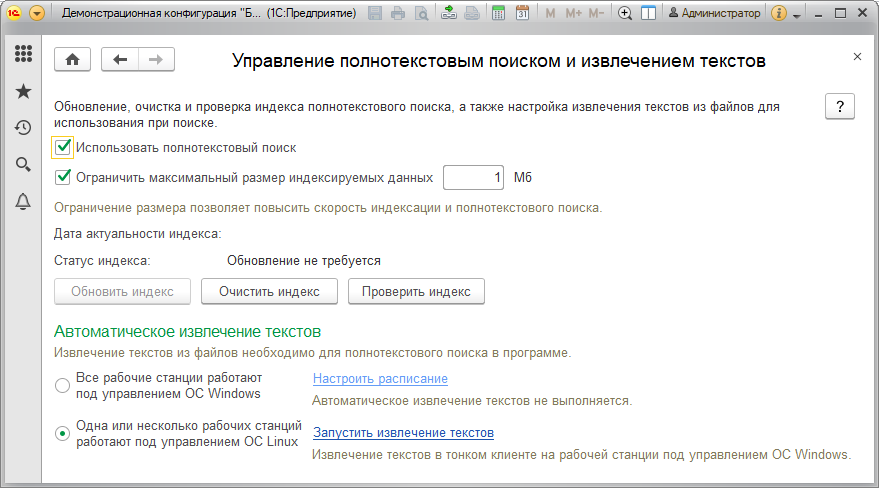 Демонстрационная конфигурация "Б... (1С:Предприятие)
M M+ M- Администратор
Управление полнотекстовым поиском и извлечением текстов
Обновление, очистка и проверка индекса полнотекстового поиска, а также настройка извлечения текстов из файлов для
использования при поиске.
?
Использовать полнотекстовый поиск
Ограничить максимальный размер индексируемых данных 1 Мб
Ограничение размера позволяет повысить скорость индексации и полнотекстового поиска.
Дата актуальности индекса:
Статус индекса: Обновление не требуется
Обновить индекс Очистить индекс Проверить индекс
Автоматическое извлечение текстов
Извлечение текстов из файлов необходимо для полнотекстового поиска в программе.
Все рабочие станции работают
под управлением ОС Windows
Настроить расписание
Автоматическое извлечение текстов не выполняется.
Одна или несколько рабочих станций
работают под управлением ОС Linux
Запустить извлечение текстов
Извлечение текстов в тонком клиенте на рабочей станции под управлением ОС Windows.